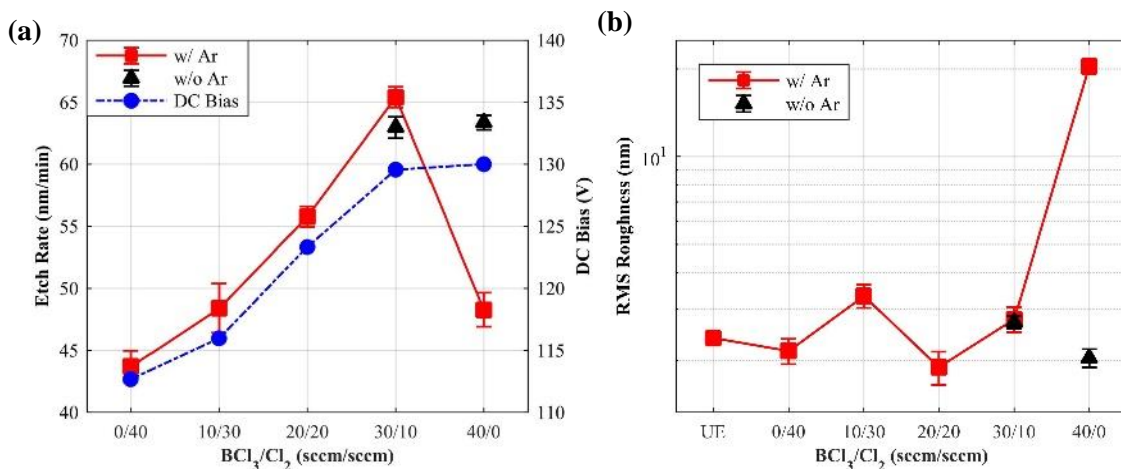 (a)
70
65
60
55
50
45
40
Etch Rate (nm/min)
w/ Ar
w/o Ar
DC Bias
140
135
130
125
120
115
110
DC Bias (V)
0/40 10/30 20/20 30/10 40/0
BCl3/Cl2 (sccm/sccm)
(b)
10^1
RMS Roughness (nm)
w/ Ar
w/o Ar
UE 0/40 10/30 20/20 30/10 40/0
BCl3/Cl2 (sccm/sccm)